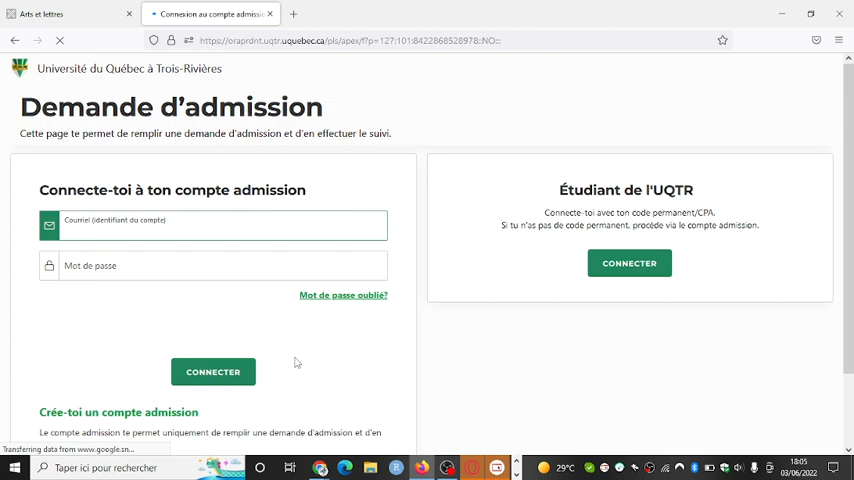 Arts et lettres
Connexion au compte admissio
https://oraprdnt.uqtr.uquebec.ca/pls/apex/f?p=127:101:8422868528978::NO:::
Université du Québec à Trois-Rivières
Demande d'admission
Cette page te permet de remplir une demande d'admission et d'en effectuer le suivi.
Connecte-toi à ton compte admission
Courriel (identifiant du compte)
Mot de passe
Mot de passe oublié?
CONNECTER
Crée-toi un compte admission
Le compte admission te permet uniquement de remplir une demande d'admission et d'en
Étudiant de l'UQTR
Connecte-toi avec ton code permanent/CPA.
Si tu n'as pas de code permanent, procède via le compte admission.
CONNECTER
Transferring data from www.google.sn...
Taper ici pour rechercher
29°C
18:05
03/06/2022